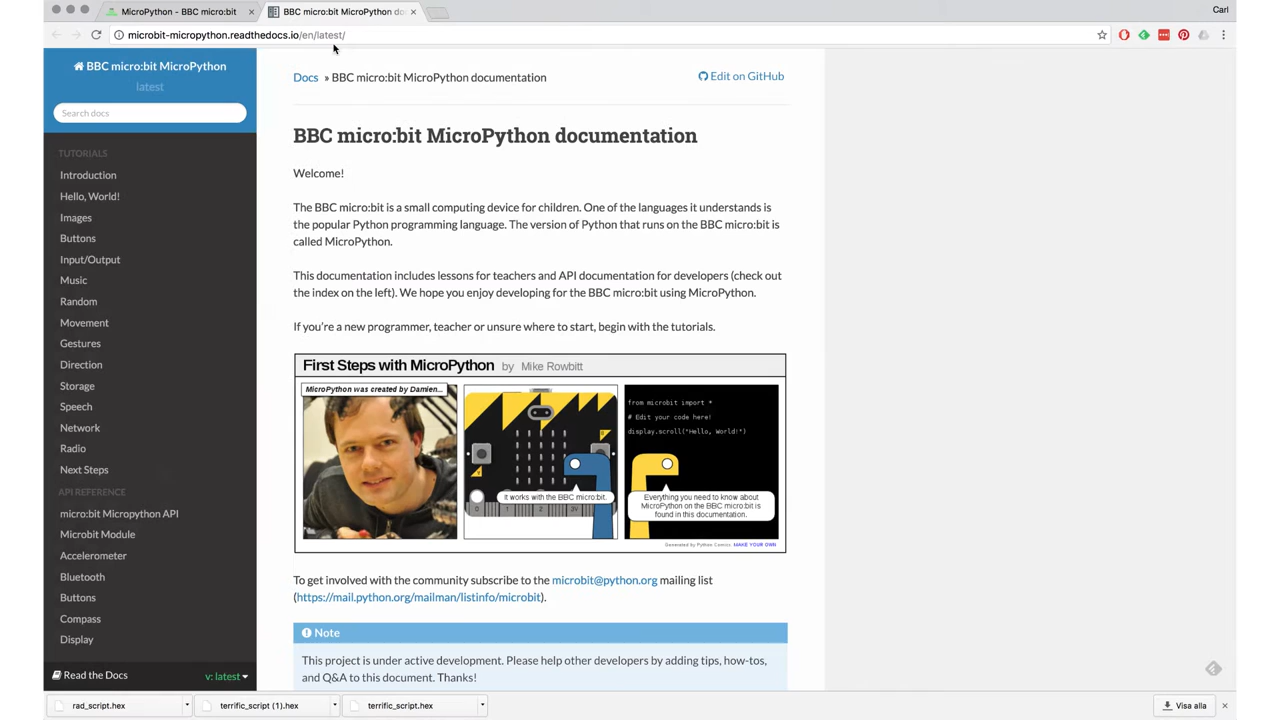 MicroPython - BBC micro:bit
BBC micro:bit MicroPython do
Carl
microbit-micropython.readthedocs.io/en/latest/
BBC micro:bit MicroPython
latest
Search docs
TUTORIALS
Introduction
Hello, World!
Images
Buttons
Input/Output
Music
Random
Movement
Gestures
Direction
Storage
Speech
Network
Radio
Next Steps
API REFERENCE
micro:bit Micropython API
Microbit Module
Accelerometer
Bluetooth
Buttons
Compass
Display
Read the Docs
v: latest
Docs » BBC micro:bit MicroPython documentation
Edit on GitHub
BBC micro:bit MicroPython documentation
Welcome!
The BBC micro:bit is a small computing device for children. One of the languages it understands is
the popular Python programming language. The version of Python that runs on the BBC micro:bit is
called MicroPython.
This documentation includes lessons for teachers and API documentation for developers (check out
the index on the left). We hope you enjoy developing for the BBC micro:bit using MicroPython.
If you're a new programmer, teacher or unsure where to start, begin with the tutorials.
First Steps with MicroPython by Mike Rowbitt
MicroPython was created by Damien...
0 1 2 3V
It works with the BBC micro:bit.
from microbit import *
# Edit your code here!
display.scroll("Hello, World!")
Everything you need to know about
MicroPython on the BBC micro:bit is
found in this documentation.
Generated by Python Comics. MAKE YOUR OWN
To get involved with the community subscribe to the microbit@python.org mailing list
(https://mail.python.org/mailman/listinfo/microbit).
Note
This project is under active development. Please help other developers by adding tips, how-tos,
and Q&A to this document. Thanks!
rad_script.hex
terrific_script (1).hex
terrific_script.hex
Visa alla